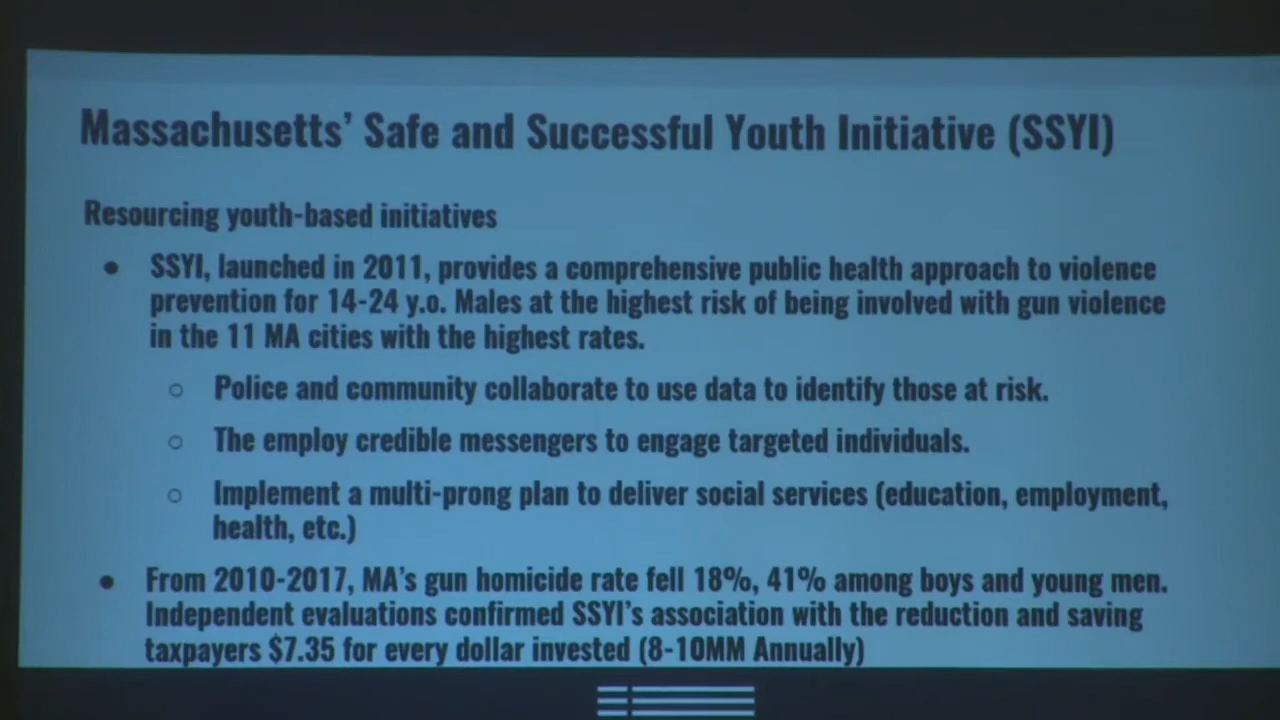 Massachusetts' Safe and Successful Youth Initiative (SSYI)
Resourcing youth-based initiatives
● SSYI, launched in 2011, provides a comprehensive public health approach to violence
prevention for 14-24 y.o. Males at the highest risk of being involved with gun violence
in the 11 MA cities with the highest rates.
○ Police and community collaborate to use data to identify those at risk.
○ The employ credible messengers to engage targeted individuals.
○ Implement a multi-prong plan to deliver social services (education, employment,
health, etc.)
● From 2010-2017, MA's gun homicide rate fell 18%, 41% among boys and young men.
Independent evaluations confirmed SSYI's association with the reduction and saving
taxpayers $7.35 for every dollar invested (8-10MM Annually)